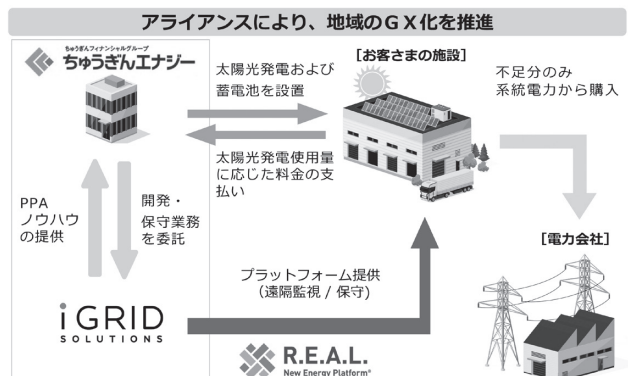 アライアンスにより、地域のＧＸ化を推進
ちゅうぎんフィナンシャルグループ
ちゅうぎんエナジー
太陽光発電および
蓄電池を設置
[お客さまの施設]
不足分のみ
系統電力から購入
太陽光発電使用量
に応じた料金の支
払い
PPA
ノウハウ
の提供
開発・
保守業務
を委託
[電力会社]
プラットフォーム提供
（遠隔監視 / 保守)
iGRID
SOLUTIONS
R.E.A.L.
New Energy Platform®